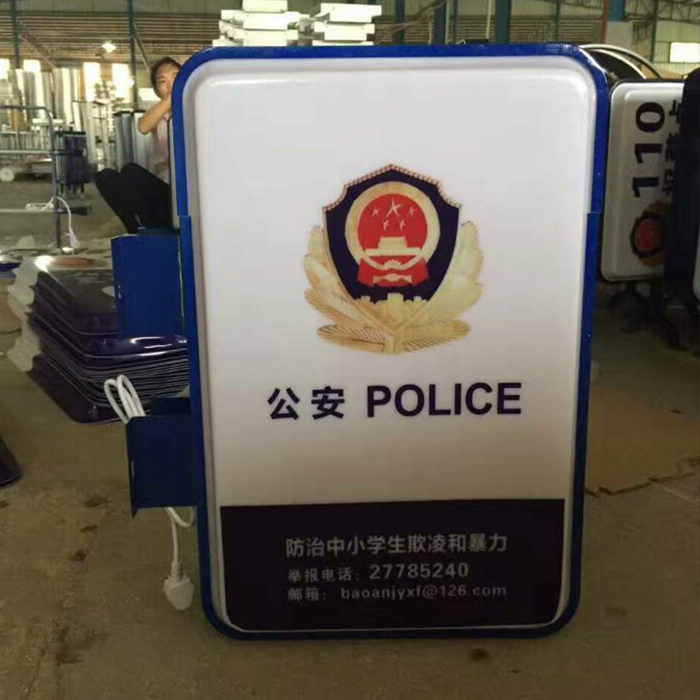 公安 POLICE
防治中小学生欺凌和暴力
举报电话：27785240
邮箱：baoanjyxf@126.com
110